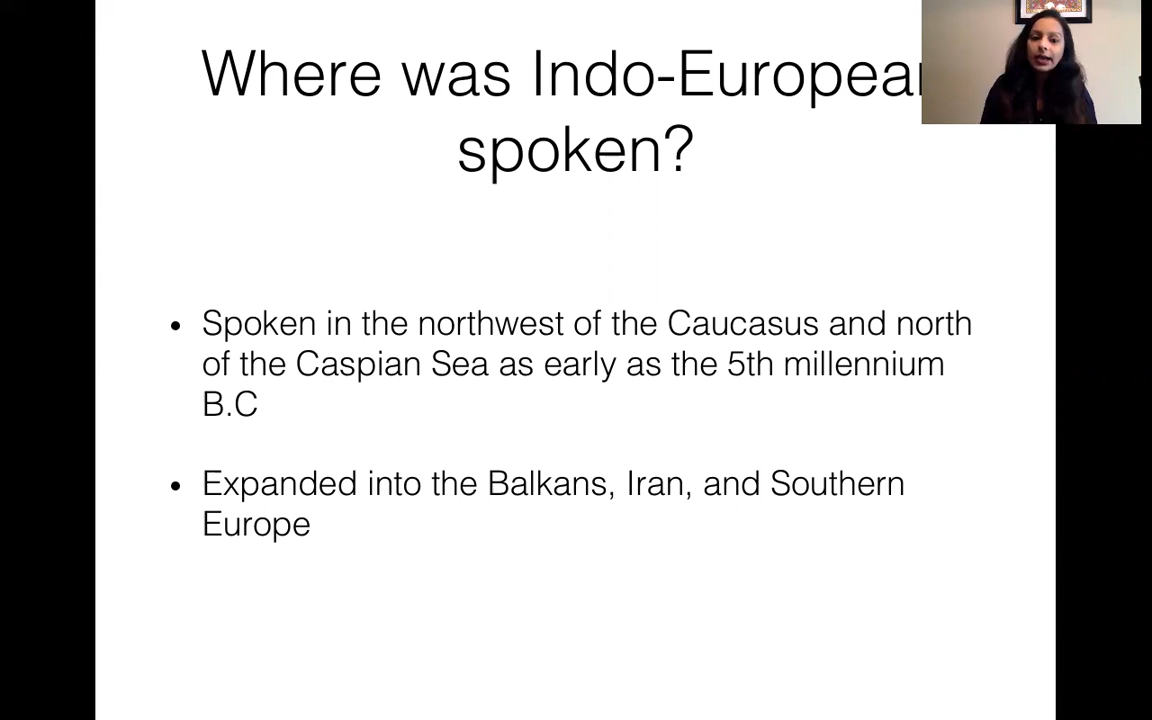 Where was Indo-European
spoken?
• Spoken in the northwest of the Caucasus and north
of the Caspian Sea as early as the 5th millennium
B.C
• Expanded into the Balkans, Iran, and Southern
Europe